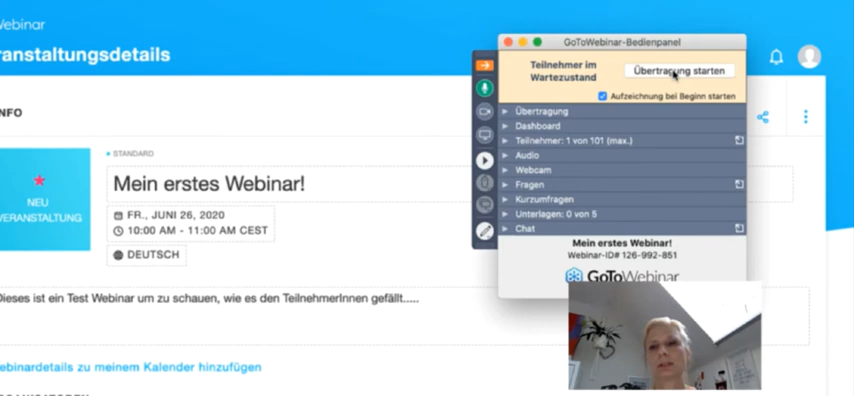 Webinar
ranstaltungsdetails
NFO
STANDARD
Mein erstes Webinar!
NEU
VERANSTALTUNG
FR., JUNI 26, 2020
10:00 AM - 11:00 AM CEST
DEUTSCH
Dieses ist ein Test Webinar um zu schauen, wie es den TeilnehmerInnen gefällt.....
ebinardetails zu meinem Kalender hinzufügen
GoToWebinar-Bedienpanel
Teilnehmer im
Wartezustand
Übertragung starten
Aufzeichnung bei Beginn starten
Übertragung
Dashboard
Teilnehmer: 1 von 101 (max.)
Audio
Webcam
Fragen
Kurzumfragen
Unterlagen: 0 von 5
Chat
Mein erstes Webinar!
Webinar-ID# 126-992-851
GoToWebinar